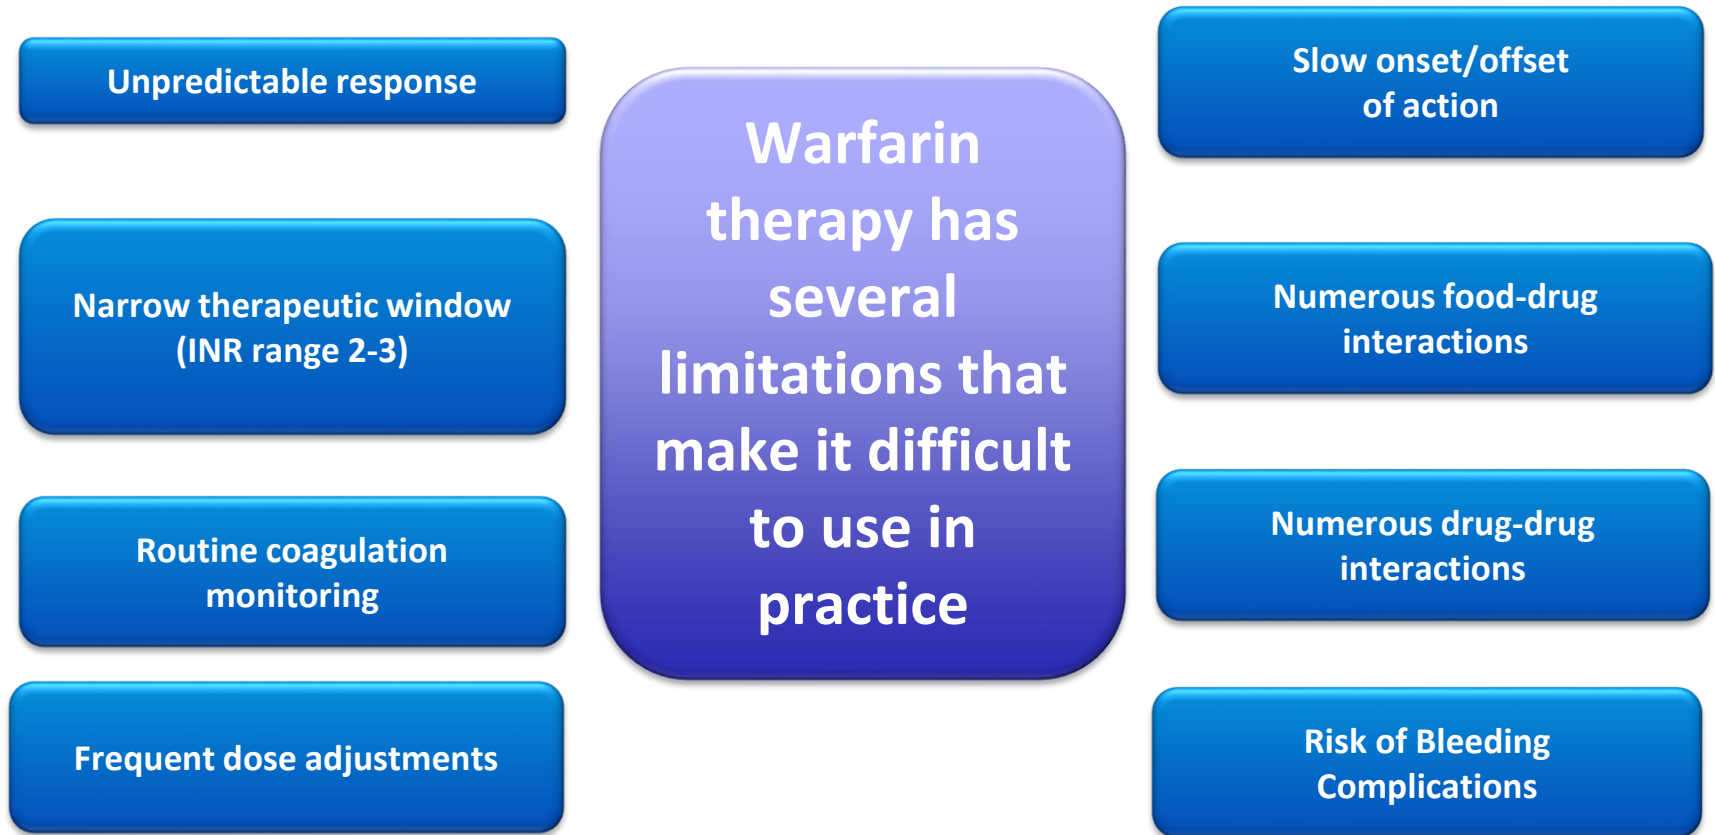 Unpredictable response
Narrow therapeutic window
(INR range 2-3)
Routine coagulation
monitoring
Frequent dose adjustments
Warfarin
therapy has
several
limitations that
make it difficult
to use in
practice
Slow onset/offset
of action
Numerous food-drug
interactions
Numerous drug-drug
interactions
Risk of Bleeding
Complications